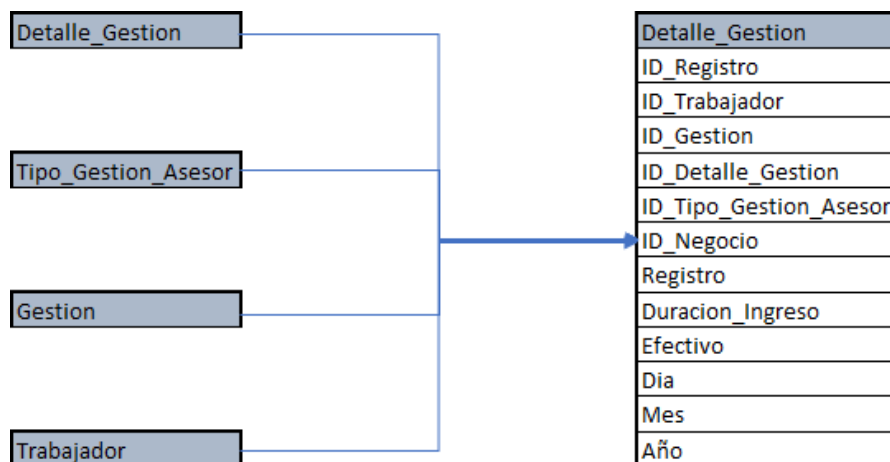 Detalle_Gestion
Tipo_Gestion_Asesor
Gestion
Trabajador
Detalle_Gestion
ID_Registro
ID_Trabajador
ID_Gestion
ID_Detalle_Gestion
ID_Tipo_Gestion_Asesor
ID_Negocio
Registro
Duracion_Ingreso
Efectivo
Dia
Mes
Año